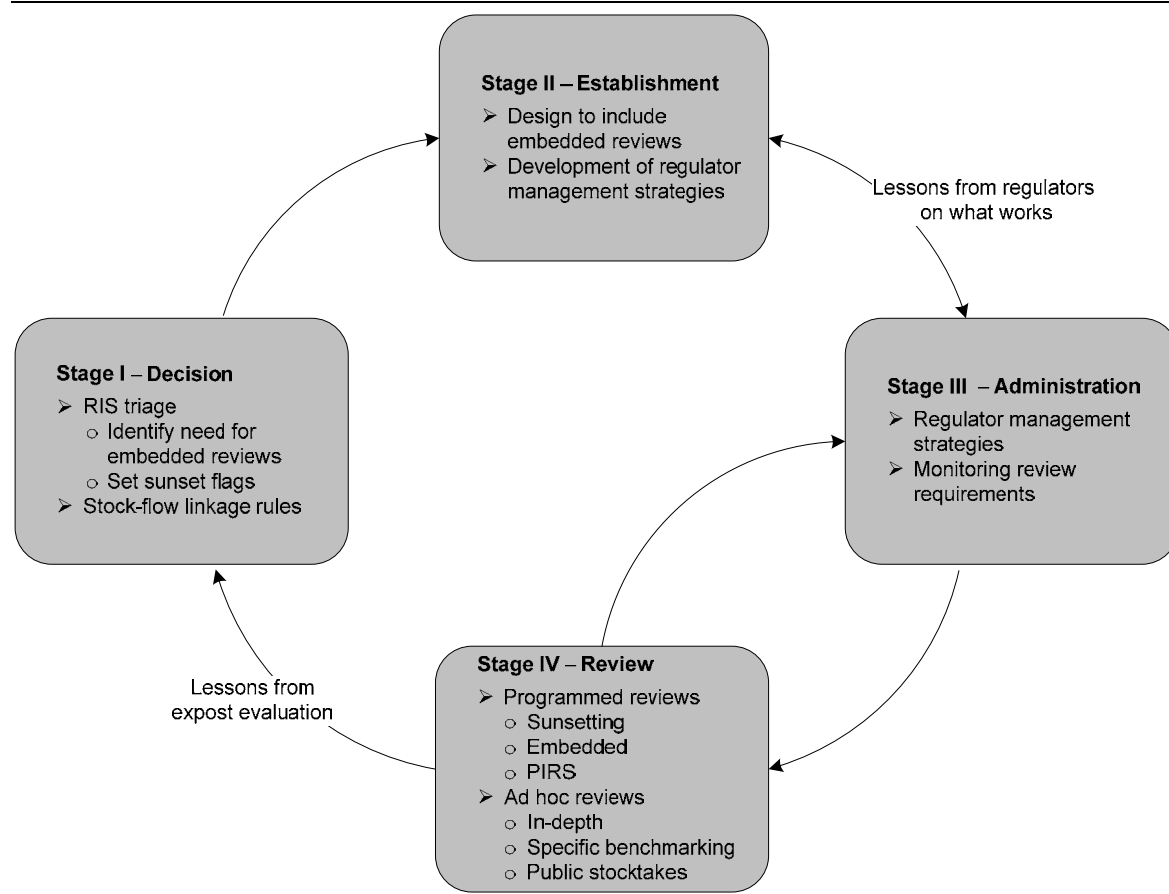 Stage II – Establishment
➢ Design to include
embedded reviews
➢ Development of regulator
management strategies
Lessons from regulators
on what works
Stage I – Decision
➢ RIS triage
○ Identify need for
embedded reviews
○ Set sunset flags
➢ Stock-flow linkage rules
Stage III – Administration
➢ Regulator management
strategies
➢ Monitoring review
requirements
Lessons from
expost evaluation
Stage IV – Review
➢ Programmed reviews
○ Sunsetting
○ Embedded
○ PIRS
➢ Ad hoc reviews
○ In-depth
○ Specific benchmarking
○ Public stocktakes